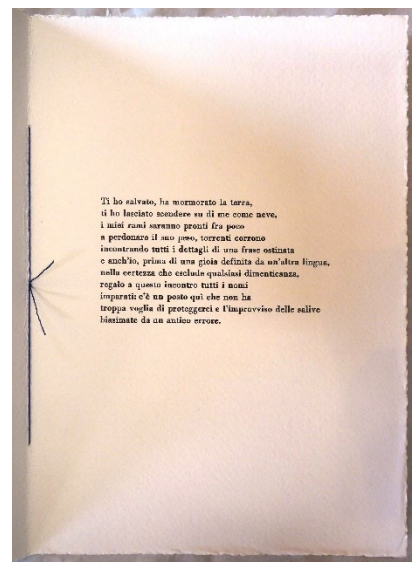 Ti ho salvato, ha mormorato la terra,
ti ho lasciato scendere su di me come neve,
i miei rami saranno pronti fra poco
a perdonare il suo peso, torrenti corrono
incontrando tutti i dettagli di una frase ostinata
e anch'io, prima di una gioia definita da un'altra lingua,
nella certezza che esclude qualsiasi dimenticanza,
regalo a questo incontro tutti i nomi
imparati: c'è un posto qui che non ha
troppa voglia di proteggerci e l'improvviso delle salive
biasimate da un antico errore.